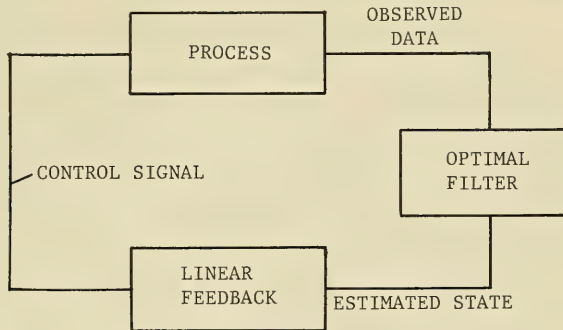 OBSERVED
DATA
PROCESS
OPTIMAL
FILTER
CONTROL SIGNAL
LINEAR
FEEDBACK
ESTIMATED STATE